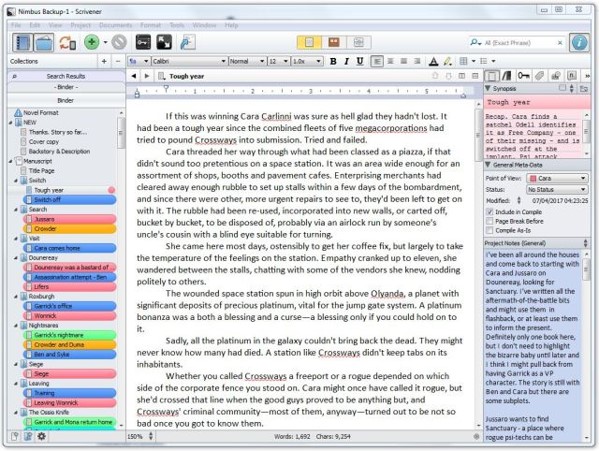 Nimbus Backup-1 - Scrivener
File Edit View Project Documents Format Tools Window Help
Collections
Search Results
- Binder -
Binder
Novel Format
NEW
Thanks. Story so far...
Cover copy
Backstory & Description
Manuscript
Title Page
Switch
Tough year
Switch off
Search
Jussaro
Crowder
Visit
Cara comes home
Dounereay
Dounereay was a bastard of
Assassination attempt - Ben
Lifers
Roxburgh
Garrick's office
Wonnick
Nightmares
Garrick's nightmare
Crowder and Duma
Ben and Syke
Siege
Siege
Leaving
Training
Leaving Wonnick
The Ossia Knife
Garrick and Mona return home
All (Exact Phrase)
Calibri
Normal
12
1.0x
B I U
Tough year
If this was winning Cara Carlinni was sure as hell glad they hadn't lost. It
had been a tough year since the combined fleets of five megacorporations had
tried to pound Crossways into submission. Tried and failed.
Cara threaded her way through what had been classed as a piazza, if that
didn't sound too pretentious on a space station. It was an area wide enough for an
assortment of shops, booths and pavement cafes. Enterprising merchants had
cleared away enough rubble to set up stalls within a few days of the bombardment,
and since there were other, more urgent repairs to see to, they'd been left to get on
with it. The rubble had been re-used, incorporated into new walls, or carted off,
bucket by bucket, to be disposed of, probably via an airlock run by someone's
uncle's cousin with a blind eye suitable for turning.
She came here most days, ostensibly to get her coffee fix, but largely to take
the temperature of the feelings on the station. Empathy cranked up to eleven, she
wandered between the stalls, chatting with some of the vendors she knew, nodding
politely to others.
The wounded space station spun in high orbit above Olyanda, a planet with
significant deposits of precious platinum, vital for the jump gate system. A platinum
bonanza was a both a blessing and a curse—a blessing only if you could hold on to
it.
Sadly, all the platinum in the galaxy couldn't bring back the dead. They might
never know how many had died. A station like Crossways didn't keep tabs on its
inhabitants.
Whether you called Crossways a freeport or a rogue depended on which
side of the corporate fence you stood on. Cara might once have called it rogue, but
she'd crossed that line when the good guys proved to be anything but, and
Crossways' criminal community—most of them, anyway—turned out to be not so
bad once you got to know them.
150%
Words: 1,692 Chars: 9,254
Synopsis
Tough year
Recap. Cara finds a
satchel Odell identifies
it as Free Company - one
of their missing - and is
switched off at the
implant. Psi attack
General Meta-Data
Point of View: Cara
Status: No Status
Modified: 07/04/2017 04:23:25
Include in Compile
Page Break Before
Compile As-Is
Project Notes (General)
I've been all around the houses
and come back to starting with
Cara and Jussaro on
Dounereay, looking for
Sanctuary. I've written all the
aftermath-of-the-battle bits
and might use them in
flashback, or at least use them
to inform the present.
Definitely only one book here,
but I don't need to highlight
the bizarre baby until later and
I think I might pull back from
having Garrick as a VP
character. The story is still with
Ben and Cara but there are
some subplots.
Jussaro wants to find
Sanctuary - a place where
rogue psi-techs can be